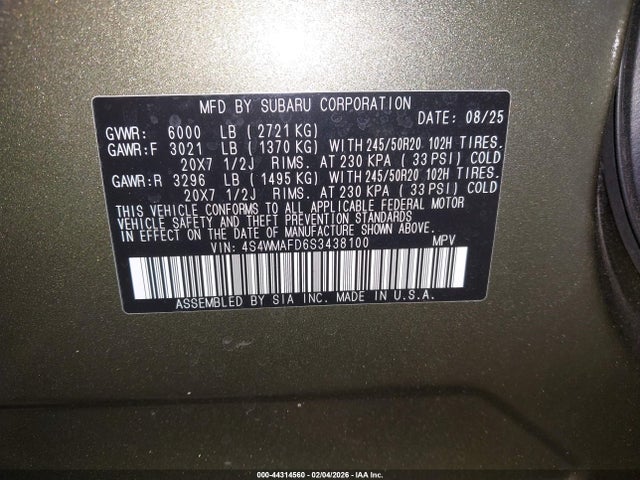 MFD BY SUBARU CORPORATION
DATE: 08/25
GVWR: 6000 LB ( 2721 KG)
GAWR:F 3021 LB ( 1370 KG) WITH 245/50R20 102H TIRES,
20X7 1/2J RIMS, AT 230 KPA ( 33 PSI) COLD
GAWR:R 3296 LB ( 1495 KG) WITH 245/50R20 102H TIRES,
20X7 1/2J RIMS, AT 230 KPA ( 33 PSI) COLD
THIS VEHICLE CONFORMS TO ALL APPLICABLE FEDERAL MOTOR
VEHICLE SAFETY AND THEFT PREVENTION STANDARDS
IN EFFECT ON THE DATE OF MANUFACTURE SHOWN ABOVE.
VIN: 4S4WMAFD6S3438100 MPV
ASSEMBLED BY SIA INC. MADE IN U.S.A.
000-44314560 - 02/04/2026 - IAA Inc.